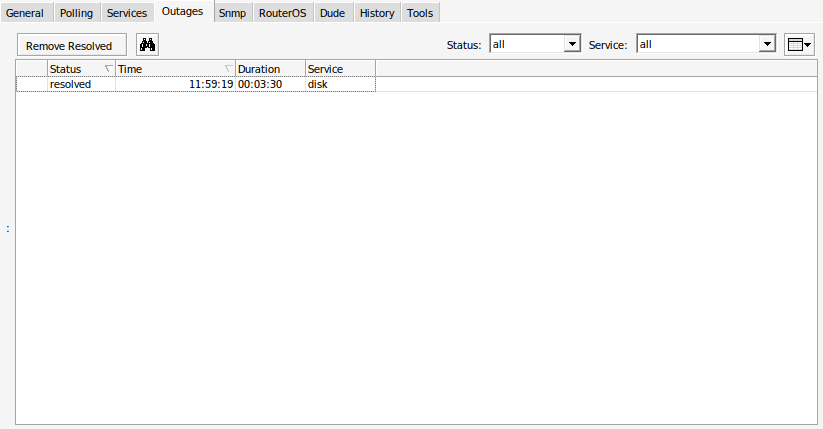 General Polling Services Outages Snmp RouterOS Dude History Tools
Remove Resolved Status: all Service: all
Status Time Duration Service
resolved 11:59:19 00:03:30 disk
: